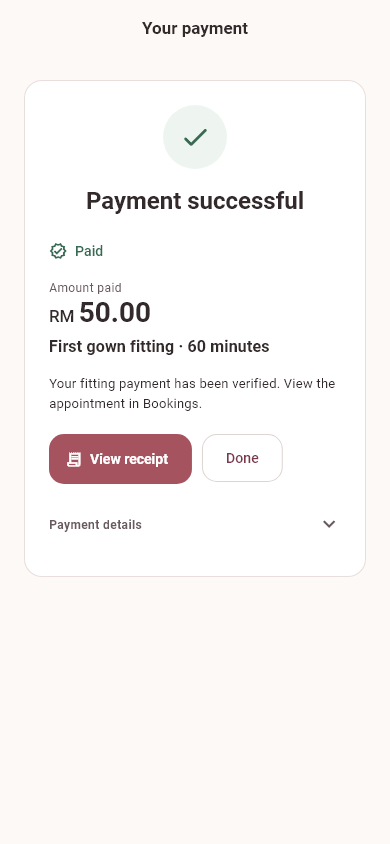 Your payment
Payment successful
Paid
Amount paid
RM 50.00
First gown fitting · 60 minutes
Your fitting payment has been verified. View the
appointment in Bookings.
View receipt
Done
Payment details